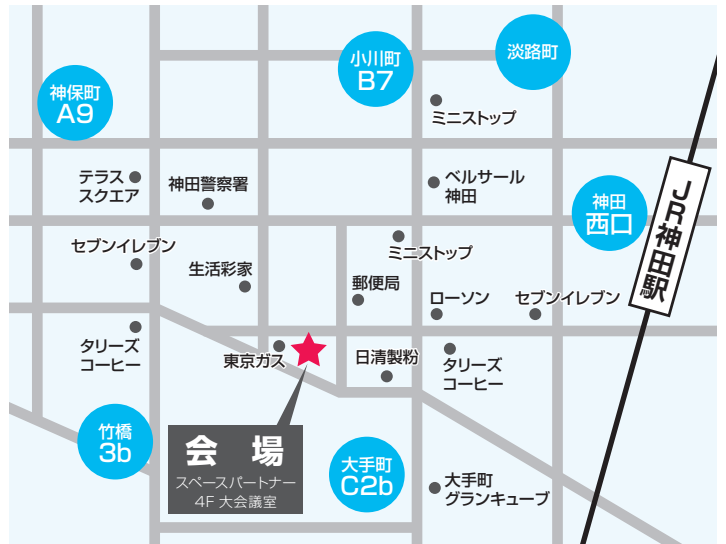 小川町
B7
淡路町
神保町
A9
ミニストップ
テラス
スクエア
神田警察署
ベルサール
神田
神田
西口
JR神田駅
セブンイレブン
生活彩家
ミニストップ
郵便局
ローソン
セブンイレブン
タリーズ
コーヒー
東京ガス
日清製粉
タリーズ
コーヒー
竹橋
3b
会 場
スペースパートナー
4F 大会議室
大手町
C2b
大手町
グランキューブ